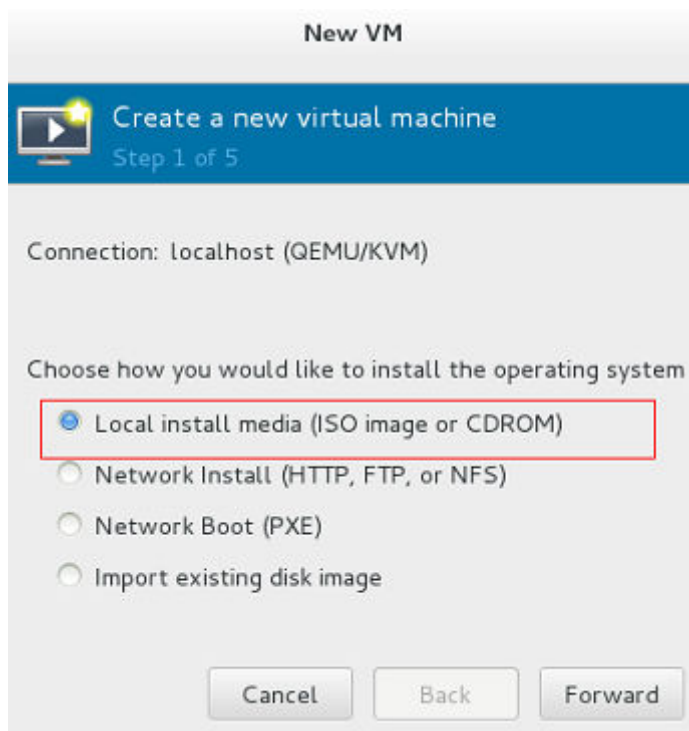 New VM
Create a new virtual machine
Step 1 of 5
Connection: localhost (QEMU/KVM)
Choose how you would like to install the operating system
Local install media (ISO image or CDROM)
Network Install (HTTP, FTP, or NFS)
Network Boot (PXE)
Import existing disk image
Cancel Back Forward